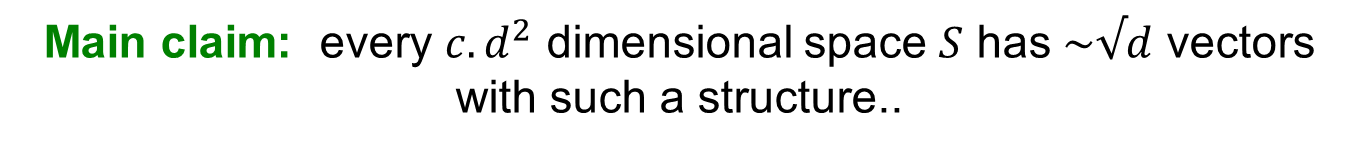 Main claim: every c. d² dimensional space S has ~√d vectors
with such a structure..